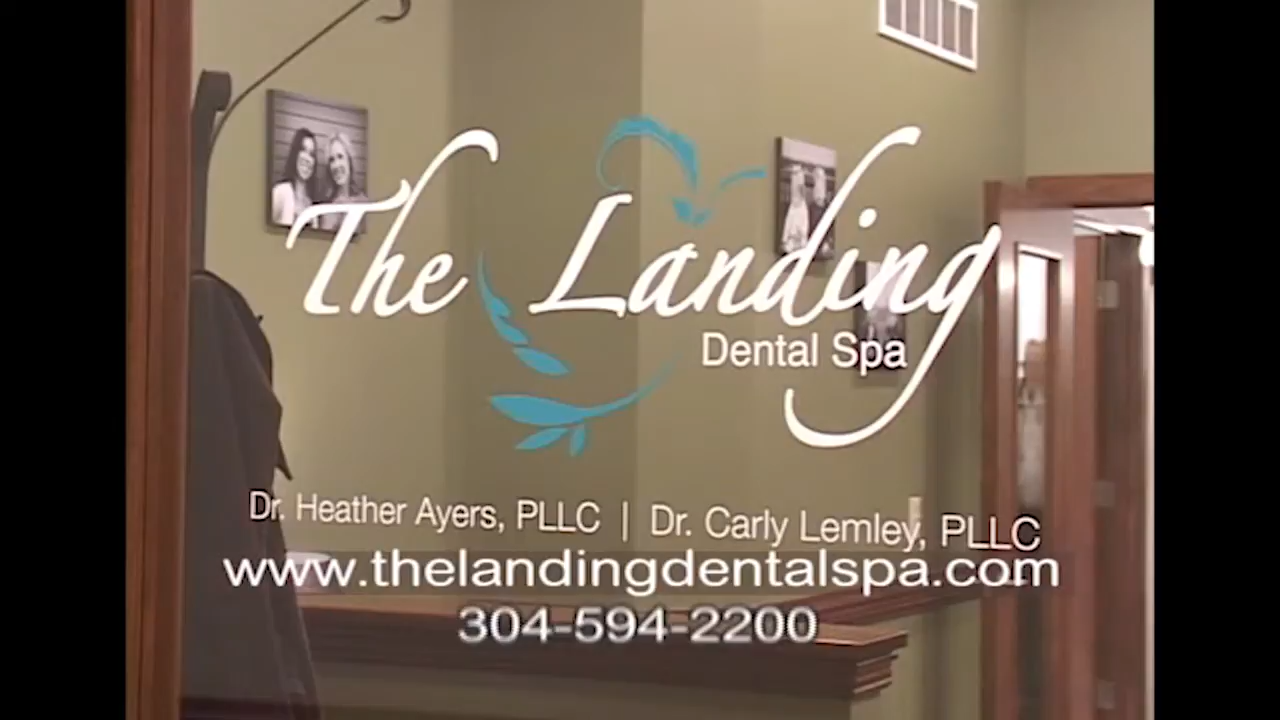 The Landing
Dental Spa
Dr. Heather Ayers, PLLC | Dr. Carly Lemley, PLLC
www.thelandingdentalspa.com
304-594-2200